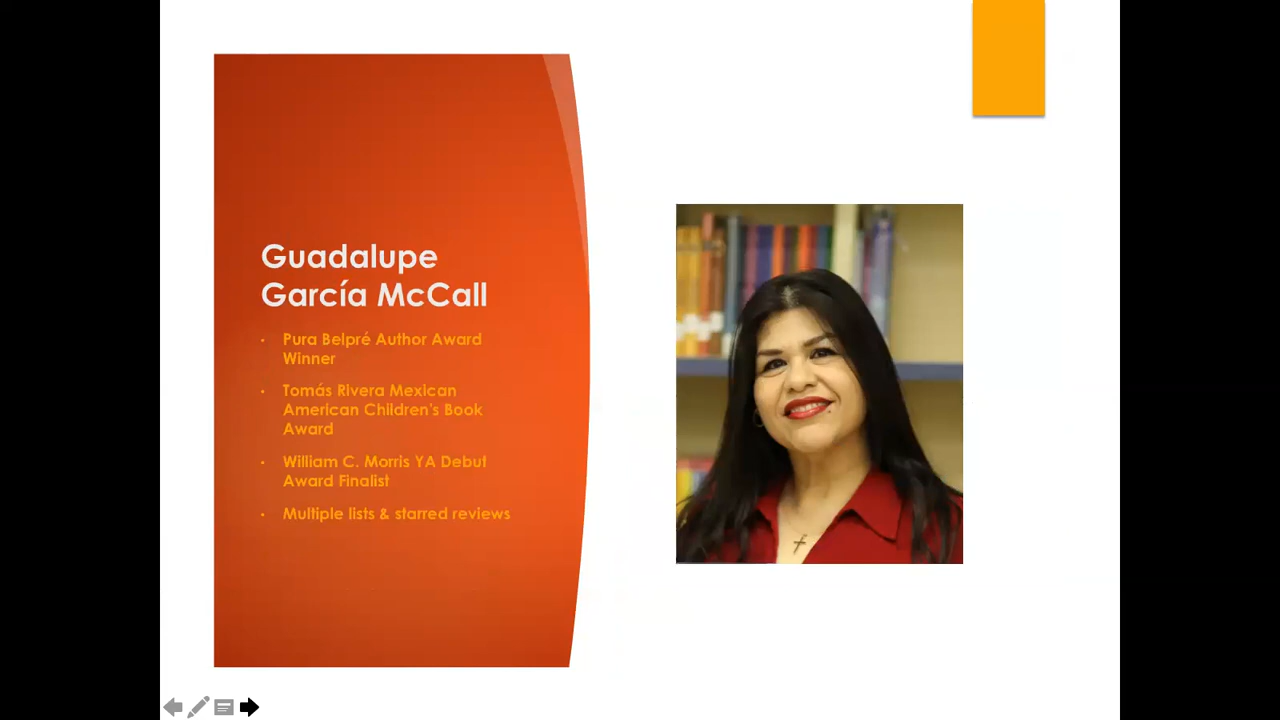 Guadalupe
García McCall
• Pura Belpré Author Award
Winner
• Tomás Rivera Mexican
American Children's Book
Award
• William C. Morris YA Debut
Award Finalist
• Multiple lists & starred reviews